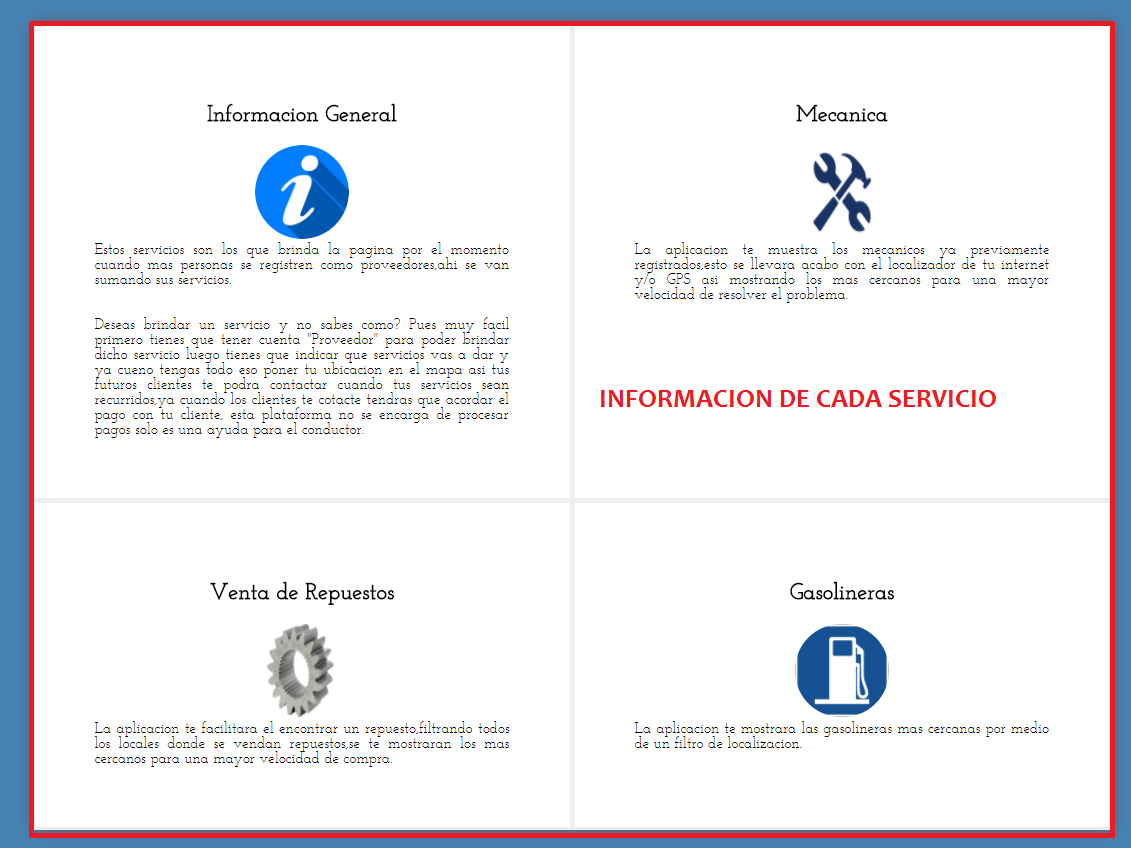 Informacion General
Estos servicios son los que brinda la pagina por el momento
cuando mas personas se registren como proveedores,ahi se van
sumando sus servicios.
Deseas brindar un servicio y no sabes como? Pues muy facil
primero tienes que tener cuenta "Proveedor" para poder brindar
dicho servicio luego tienes que indicar que servicios vas a dar y
ya cueno tengas todo eso poner tu ubicacion en el mapa asi tus
futuros clientes te podra contactar cuando tus servicios sean
recurridos,ya cuando los clientes te cotacte tendras que acordar el
pago con tu cliente, esta plataforma no se encarga de procesar
pagos solo es una ayuda para el conductor.
Mecanica
La aplicacion te muestra los mecanicos ya previamente
registrados,esto se llevara acabo con el localizador de tu internet
y/o GPS asi mostrando los mas cercanos para una mayor
velocidad de resolver el problema.
INFORMACION DE CADA SERVICIO
Venta de Repuestos
La aplicacion te facilitara el encontrar un repuesto,filtrando todos
los locales donde se vendan repuestos,se te mostraran los mas
cercanos para una mayor velocidad de compra.
Gasolineras
La aplicacion te mostrara las gasolineras mas cercanas por medio
de un filtro de localizacion.